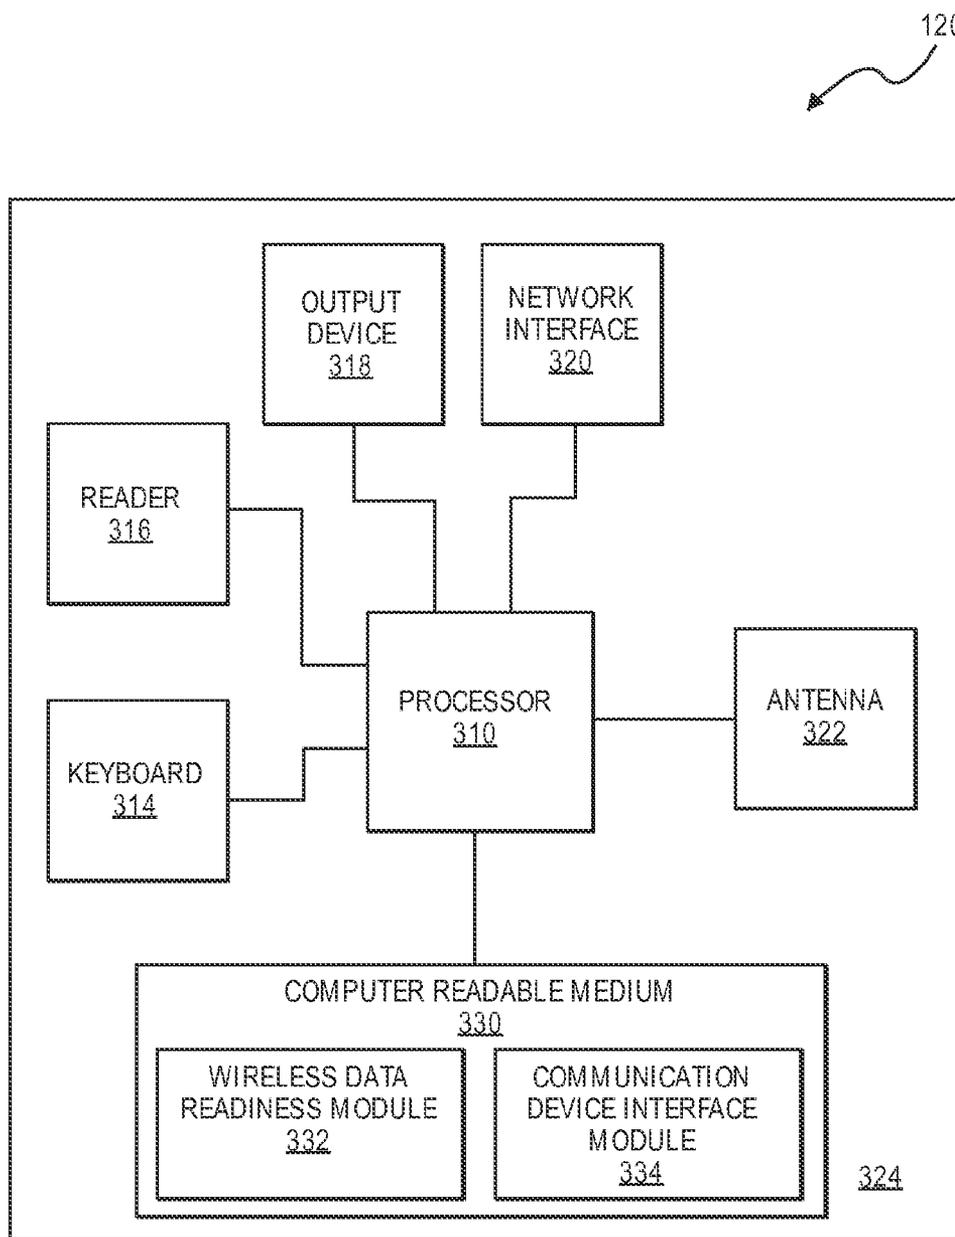 120
OUTPUT
DEVICE
318
NETWORK
INTERFACE
320
READER
316
PROCESSOR
310
ANTENNA
322
KEYBOARD
314
COMPUTER READABLE MEDIUM
330
WIRELESS DATA
READINESS MODULE
332
COMMUNICATION
DEVICE INTERFACE
MODULE
334
324